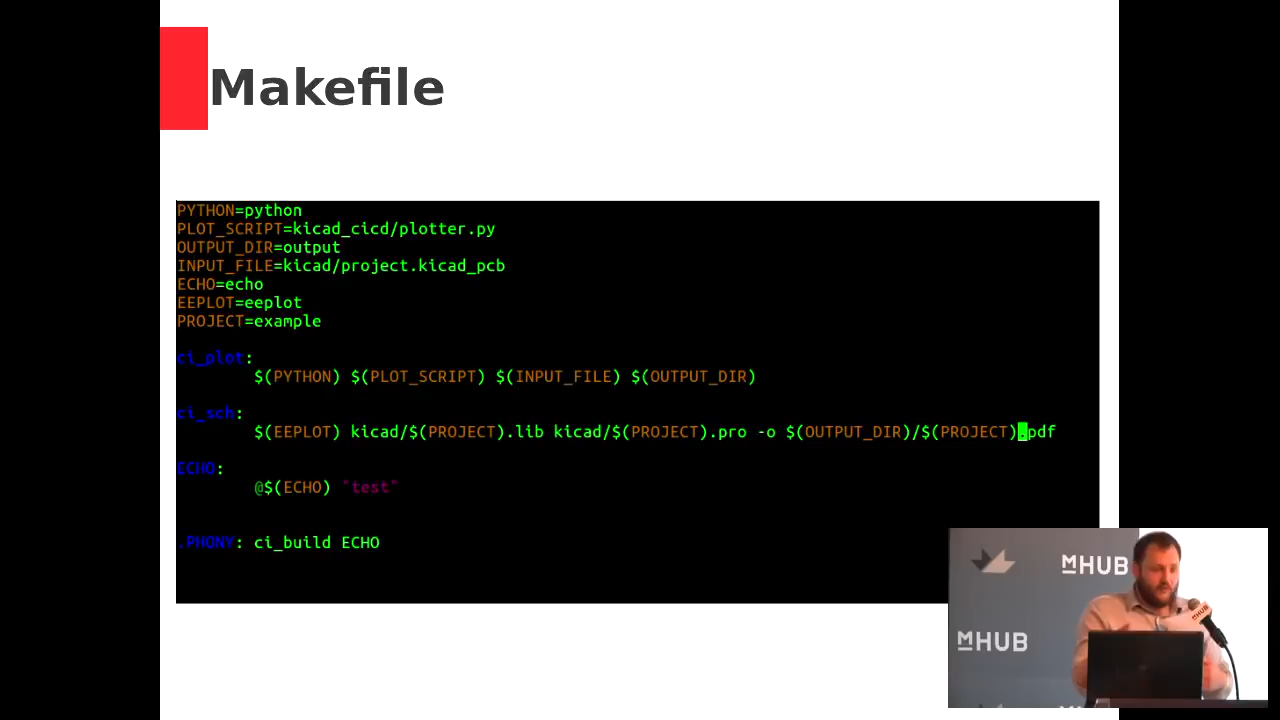 Makefile
PYTHON=python
PLOT_SCRIPT=kicad_cicd/plotter.py
OUTPUT_DIR=output
INPUT_FILE=kicad/project.kicad_pcb
ECHO=echo
EEPLOT=eeplot
PROJECT=example
ci_plot:
$(PYTHON) $(PLOT_SCRIPT) $(INPUT_FILE) $(OUTPUT_DIR)
ci_sch:
$(EEPLOT) kicad/$(PROJECT).lib kicad/$(PROJECT).pro -o $(OUTPUT_DIR)/$(PROJECT).pdf
ECHO:
@$(ECHO) "test"
.PHONY: ci_build ECHO
MHUB
MHUB
MHUB